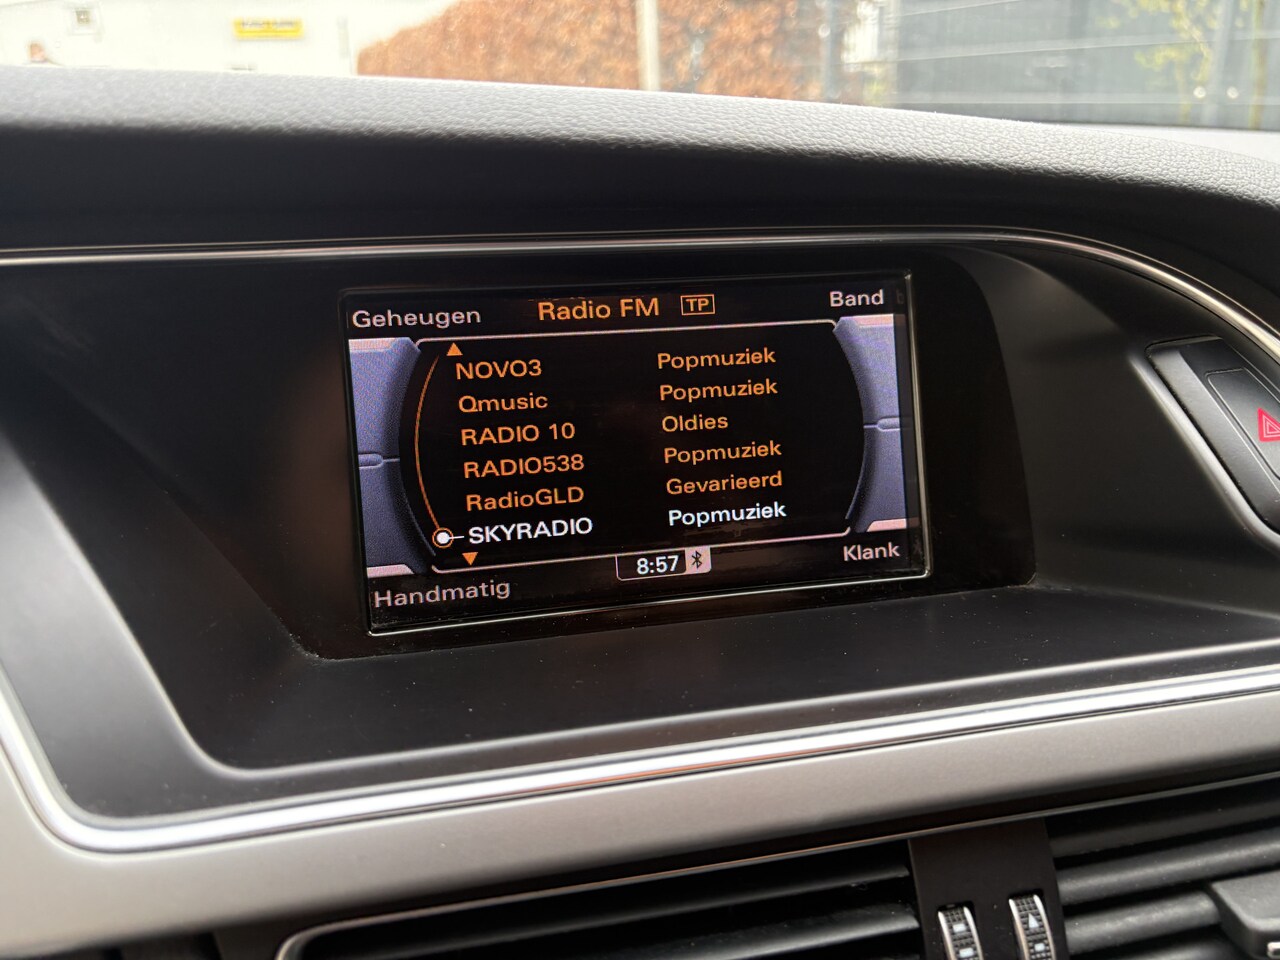 Geheugen Radio FM TP Band
NOVO3 Popmuziek
Qmusic Popmuziek
RADIO 10 Oldies
RADIO538 Popmuziek
RadioGLD Gevarieerd
SKYRADIO Popmuziek
Handmatig 8:57 Klank